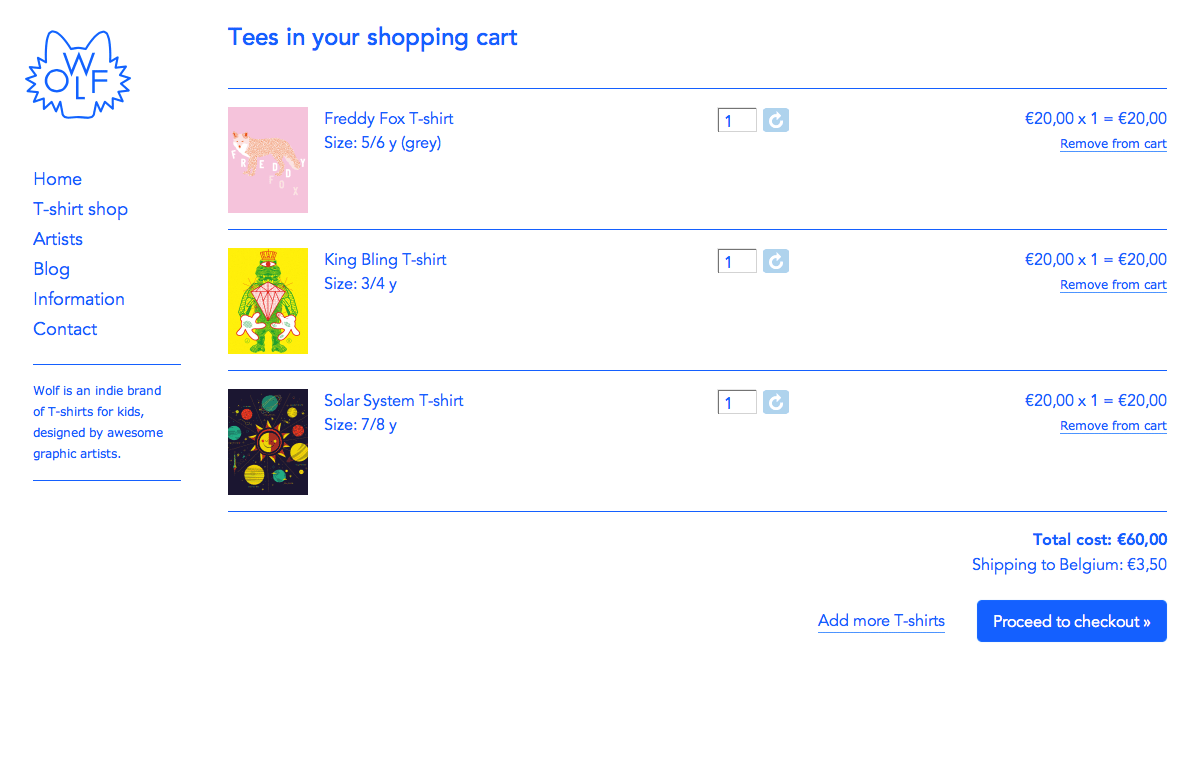 W
OLF
Home
T-shirt shop
Artists
Blog
Information
Contact
Wolf is an indie brand
of T-shirts for kids,
designed by awesome
graphic artists.
Tees in your shopping cart
FREDDY
FOX
Freddy Fox T-shirt
Size: 5/6 y (grey)
1
€20,00 x 1 = €20,00
Remove from cart
King Bling T-shirt
Size: 3/4 y
1
€20,00 x 1 = €20,00
Remove from cart
Solar System T-shirt
Size: 7/8 y
1
€20,00 x 1 = €20,00
Remove from cart
Total cost: €60,00
Shipping to Belgium: €3,50
Add more T-shirts
Proceed to checkout »